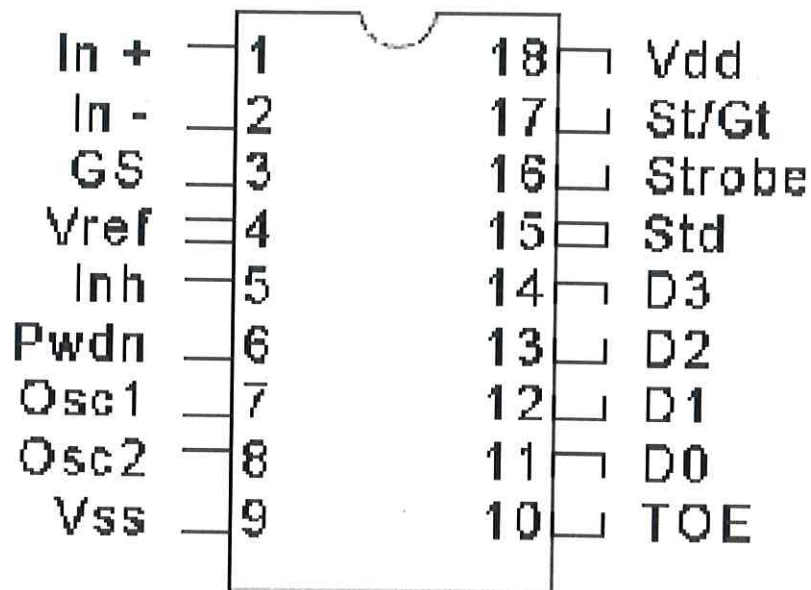 In + 1 18 Vdd
In - 2 17 St/Gt
GS 3 16 Strobe
Vref 4 15 Std
Inh 5 14 D3
Pwdn 6 13 D2
Osc1 7 12 D1
Osc2 8 11 D0
Vss 9 10 TOE